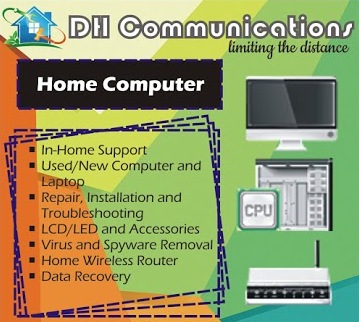 DH Communications
limiting the distance
Home Computer
In-Home Support
Used/New Computer and
Laptop
Repair, Installation and
Troubleshooting
LCD/LED and Accessories
Virus and Spyware Removal
Home Wireless Router
Data Recovery
CPU